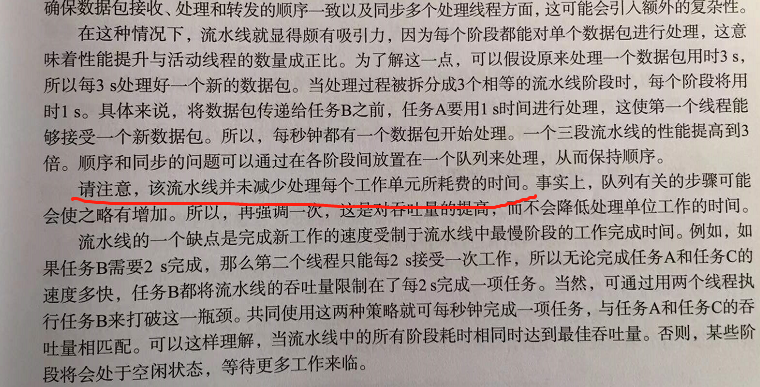 确保数据包接收、处理和转发的顺序一致以及同步多个处理线程方面，这可能会引入额外的复杂性。
在这种情况下，流水线就显得颇有吸引力，因为每个阶段都能对单个数据包进行处理，这意
味着性能提升与活动线程的数量成正比。为了解这一点，可以假设原来处理一个数据包用时3 s，
所以每3 s处理好一个新的数据包。当处理过程被拆分成3个相等的流水线阶段时，每个阶段将用
时1 s。具体来说，将数据包传递给任务B之前，任务A要用1 s时间进行处理，这使第一个线程能
够接受一个新数据包。所以，每秒钟都有一个数据包开始处理。一个三段流水线的性能提高到3
倍。顺序和同步的问题可以通过在各阶段间放置在一个队列来处理，从而保持顺序。
请注意，该流水线并未减少处理每个工作单元所耗费的时间。事实上，队列有关的步骤可能
会使之略有增加。所以，再强调一次，这是对吞吐量的提高，而不会降低处理单位工作的时间。
流水线的一个缺点是完成新工作的速度受制于流水线中最慢阶段的工作完成时间。例如，如
果任务B需要2 s完成，那么第二个线程只能每2 s接受一次工作，所以无论完成任务A和任务C的
速度多快，任务B都将流水线的吞吐量限制在了每2 s完成一项任务。当然，可通过用两个线程执
行任务B来打破这一瓶颈。共同使用这两种策略就可每秒钟完成一项任务，与任务A和任务C的吞
吐量相匹配。可以这样理解，当流水线中的所有阶段耗时相同时达到最佳吞吐量。否则，某些阶
段将会处于空闲状态，等待更多工作来临。